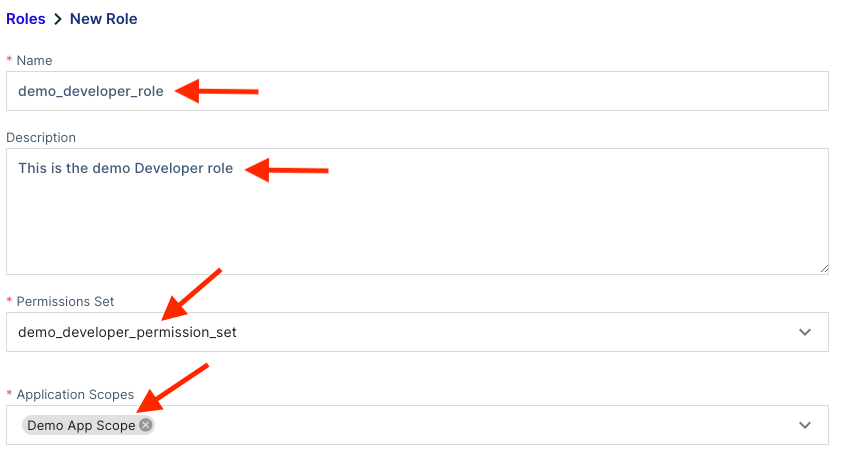 Roles > New Role
* Name
demo_developer_role
Description
This is the demo Developer role
* Permissions Set
demo_developer_permission_set
* Application Scopes
Demo App Scope